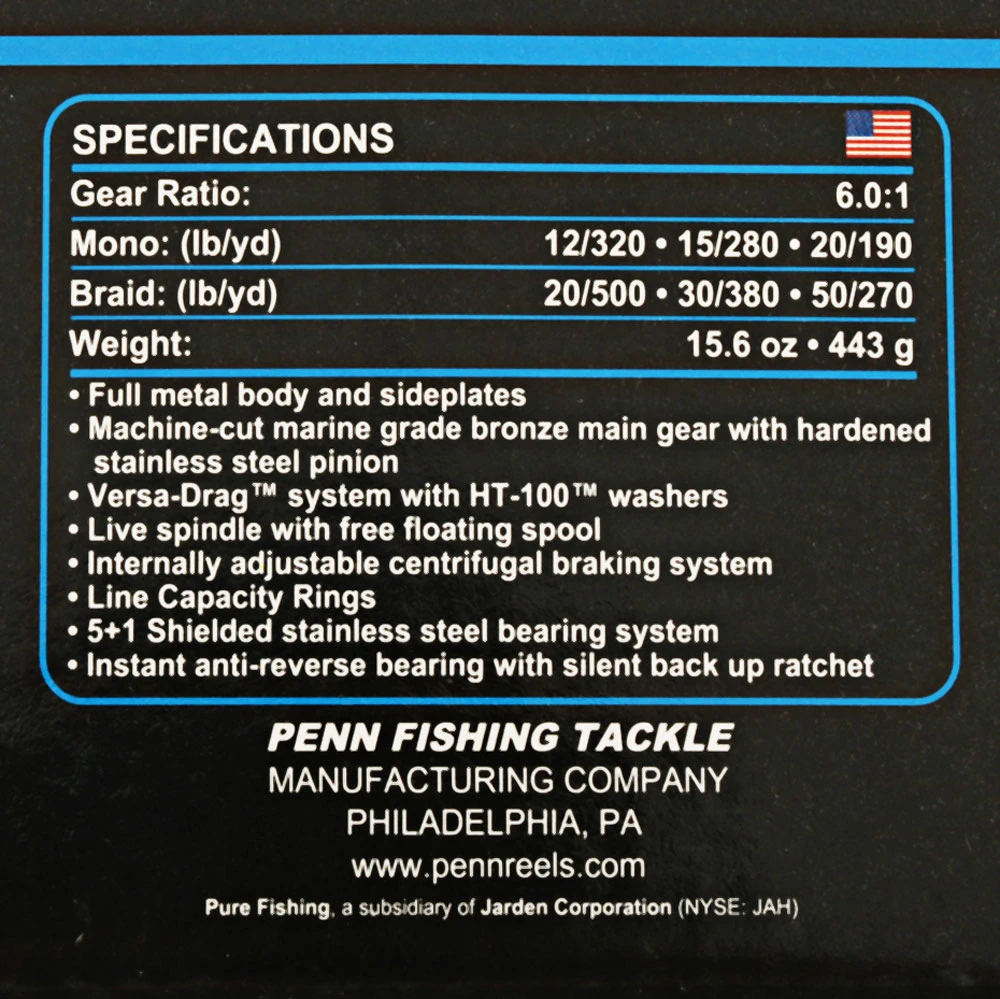 SPECIFICATIONS
Gear Ratio: 6.0:1
Mono: (lb/yd) 12/320 • 15/280 • 20/190
Braid: (lb/yd) 20/500 • 30/380 • 50/270
Weight: 15.6 oz • 443 g
• Full metal body and sideplates
• Machine-cut marine grade bronze main gear with hardened
stainless steel pinion
• Versa-Drag™ system with HT-100™ washers
• Live spindle with free floating spool
• Internally adjustable centrifugal braking system
• Line Capacity Rings
• 5+1 Shielded stainless steel bearing system
• Instant anti-reverse bearing with silent back up ratchet
PENN FISHING TACKLE
MANUFACTURING COMPANY
PHILADELPHIA, PA
www.pennreels.com
Pure Fishing, a subsidiary of Jarden Corporation (NYSE: JAH)